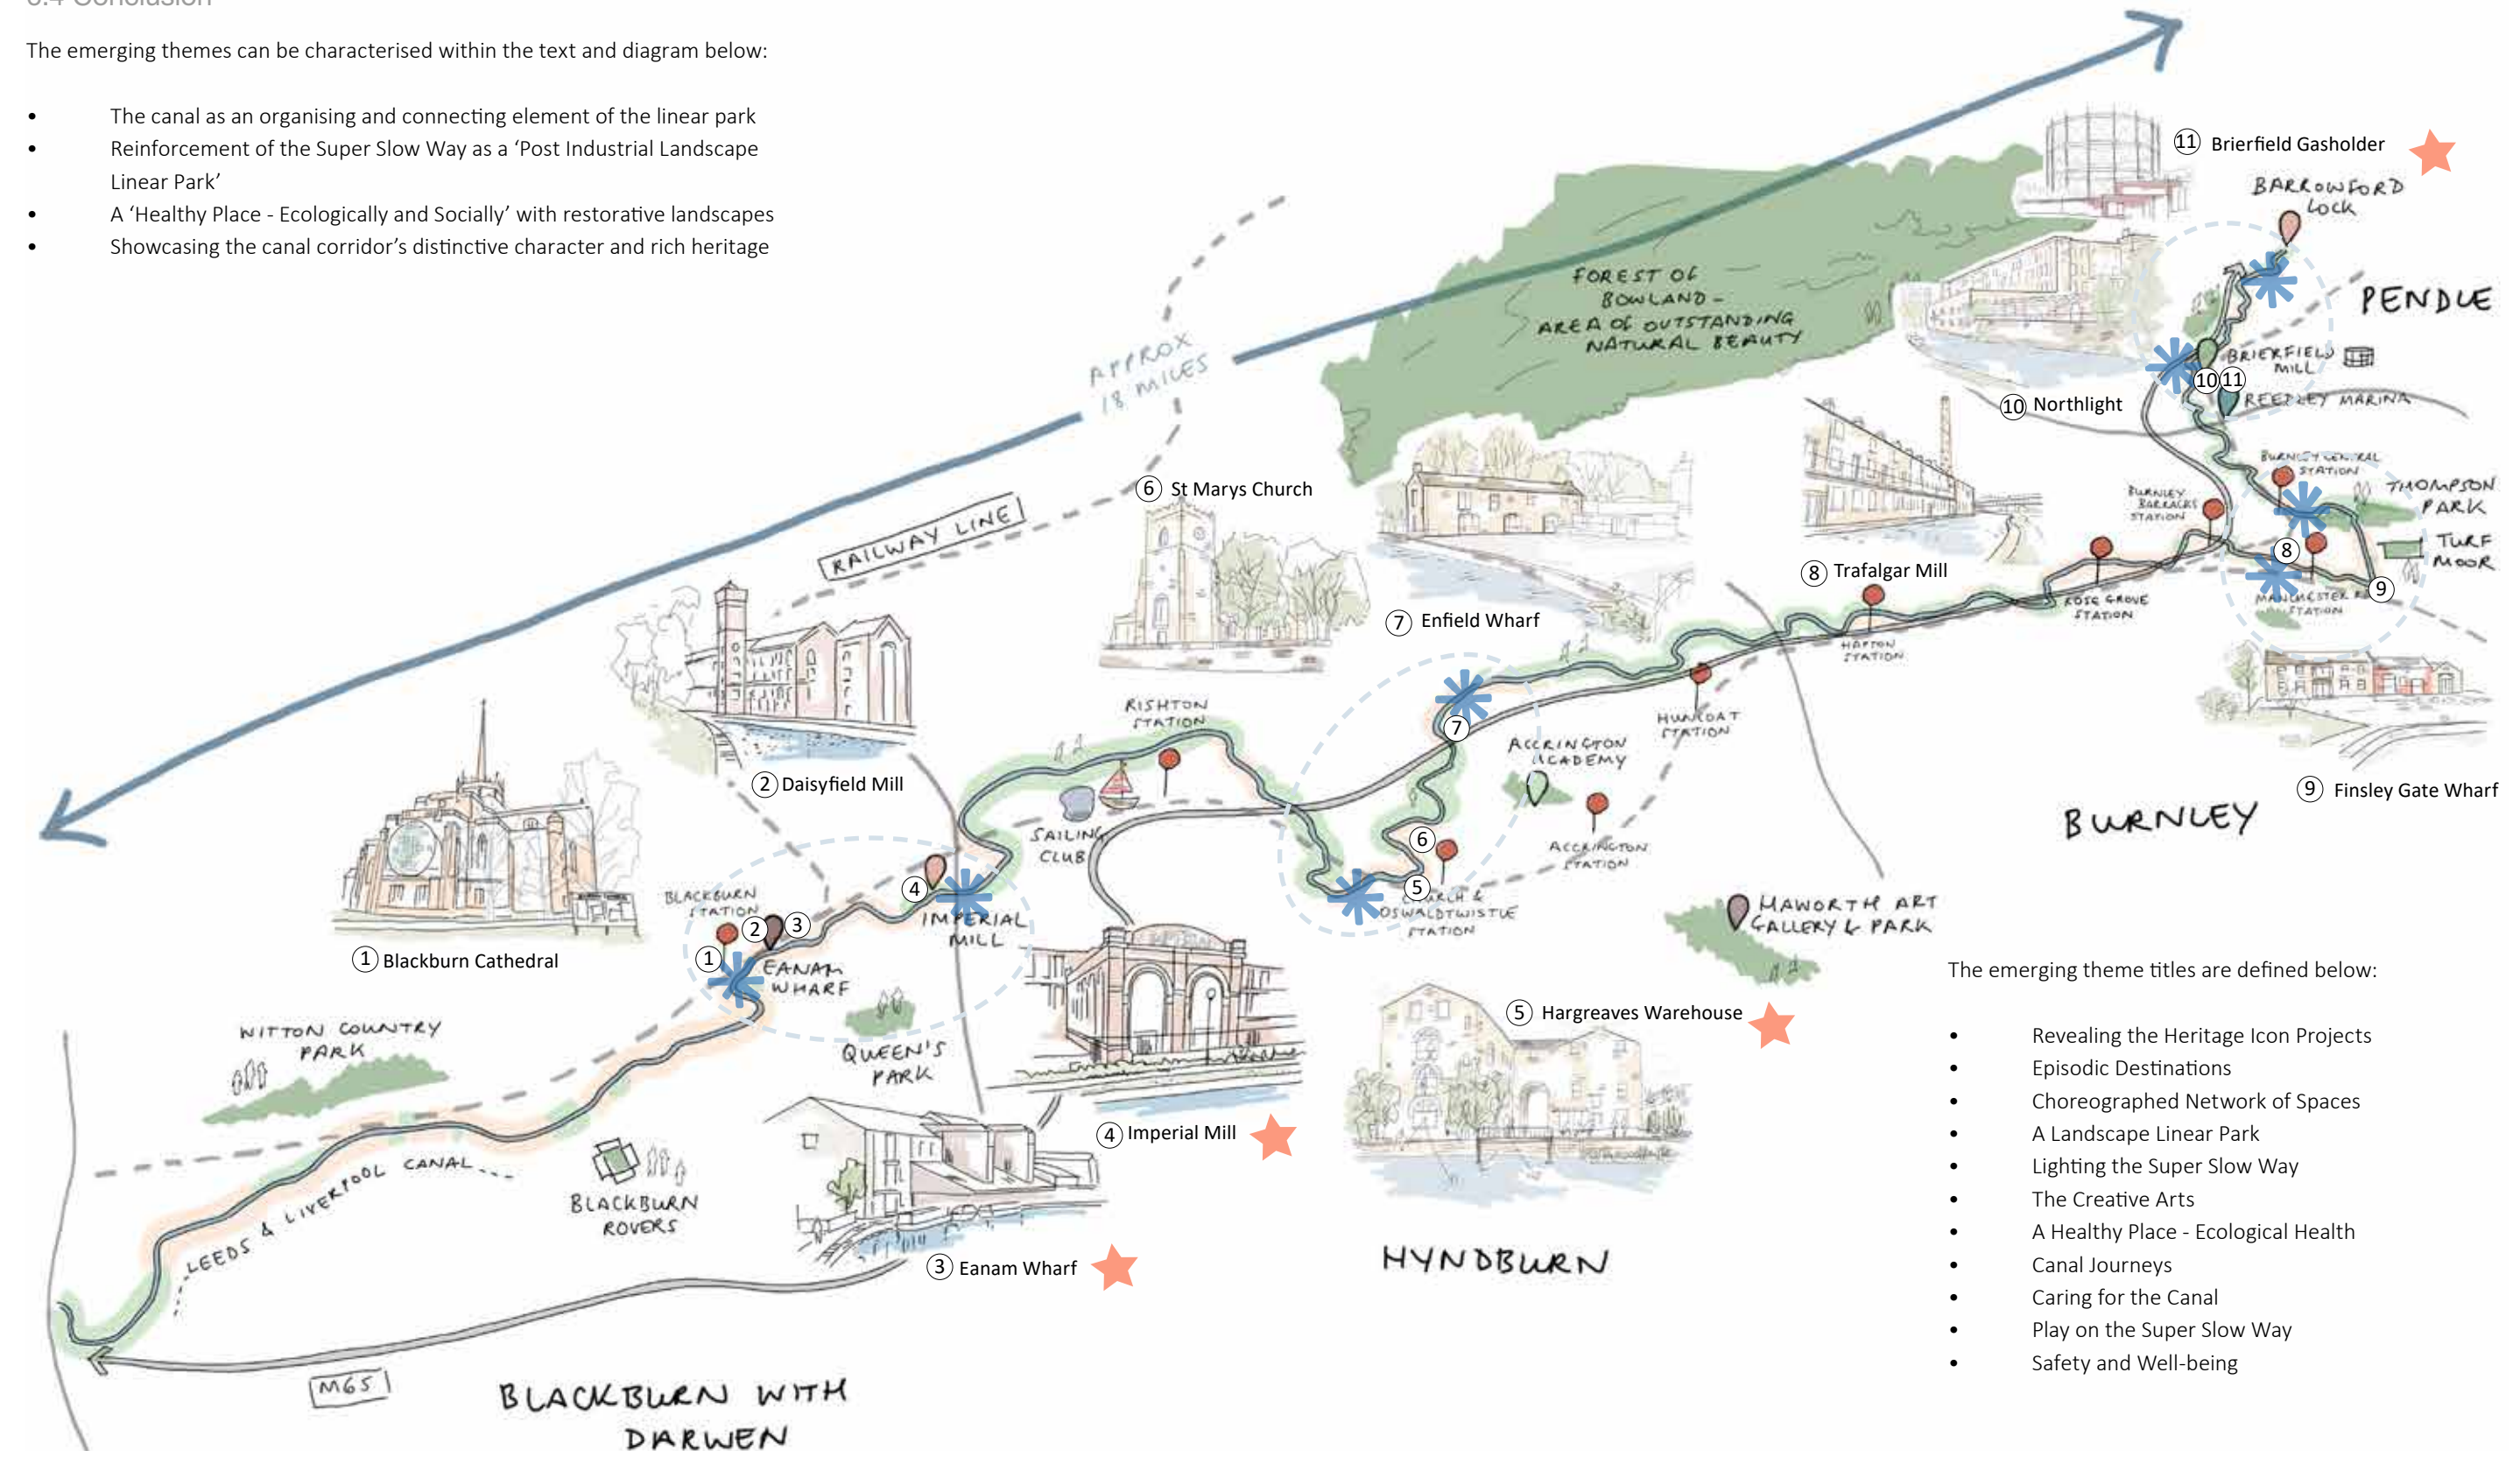 6.4 Conclusion
The emerging themes can be characterised within the text and diagram below:
• The canal as an organising and connecting element of the linear park
• Reinforcement of the Super Slow Way as a ‘Post Industrial Landscape
Linear Park’
• A ‘Healthy Place - Ecologically and Socially’ with restorative landscapes
• Showcasing the canal corridor’s distinctive character and rich heritage
11 Brierfield Gasholder
BARROWFORD
LOCK
PENDLE
FOREST OF
BOWLAND -
AREA OF OUTSTANDING
NATURAL BEAUTY
APPROX
18 MILES
BRIERFIELD
MILL
10 11
REEDLEY MARINA
10 Northlight
BURNLEY CENTRAL
STATION
THOMPSON
PARK
BURNLEY
BARRACKS
STATION
TURF
MOOR
8
9
MANCHESTER RD
STATION
ROSE GROVE
STATION
6 St Marys Church
RAILWAY LINE
8 Trafalgar Mill
7 Enfield Wharf
HAPTON
STATION
HUNCOAT
STATION
RISHTON
STATION
7
ACCRINGTON
ACADEMY
2 Daisyfield Mill
9 Finsley Gate Wharf
BURNLEY
SAILING
CLUB
6
ACCRINGTON
STATION
5
CHURCH &
OSWALDTWISTLE
STATION
4
IMPERIAL
MILL
BLACKBURN
STATION
2 3
1
EANAM
WHARF
1 Blackburn Cathedral
HAWORTH ART
GALLERY & PARK
WITTON COUNTRY
PARK
QUEEN'S
PARK
5 Hargreaves Warehouse
4 Imperial Mill
LEEDS & LIVERPOOL CANAL
BLACKBURN
ROVERS
3 Eanam Wharf
HYNDBURN
M65
BLACKBURN WITH
DARWEN
The emerging theme titles are defined below:
• Revealing the Heritage Icon Projects
• Episodic Destinations
• Choreographed Network of Spaces
• A Landscape Linear Park
• Lighting the Super Slow Way
• The Creative Arts
• A Healthy Place - Ecological Health
• Canal Journeys
• Caring for the Canal
• Play on the Super Slow Way
• Safety and Well-being